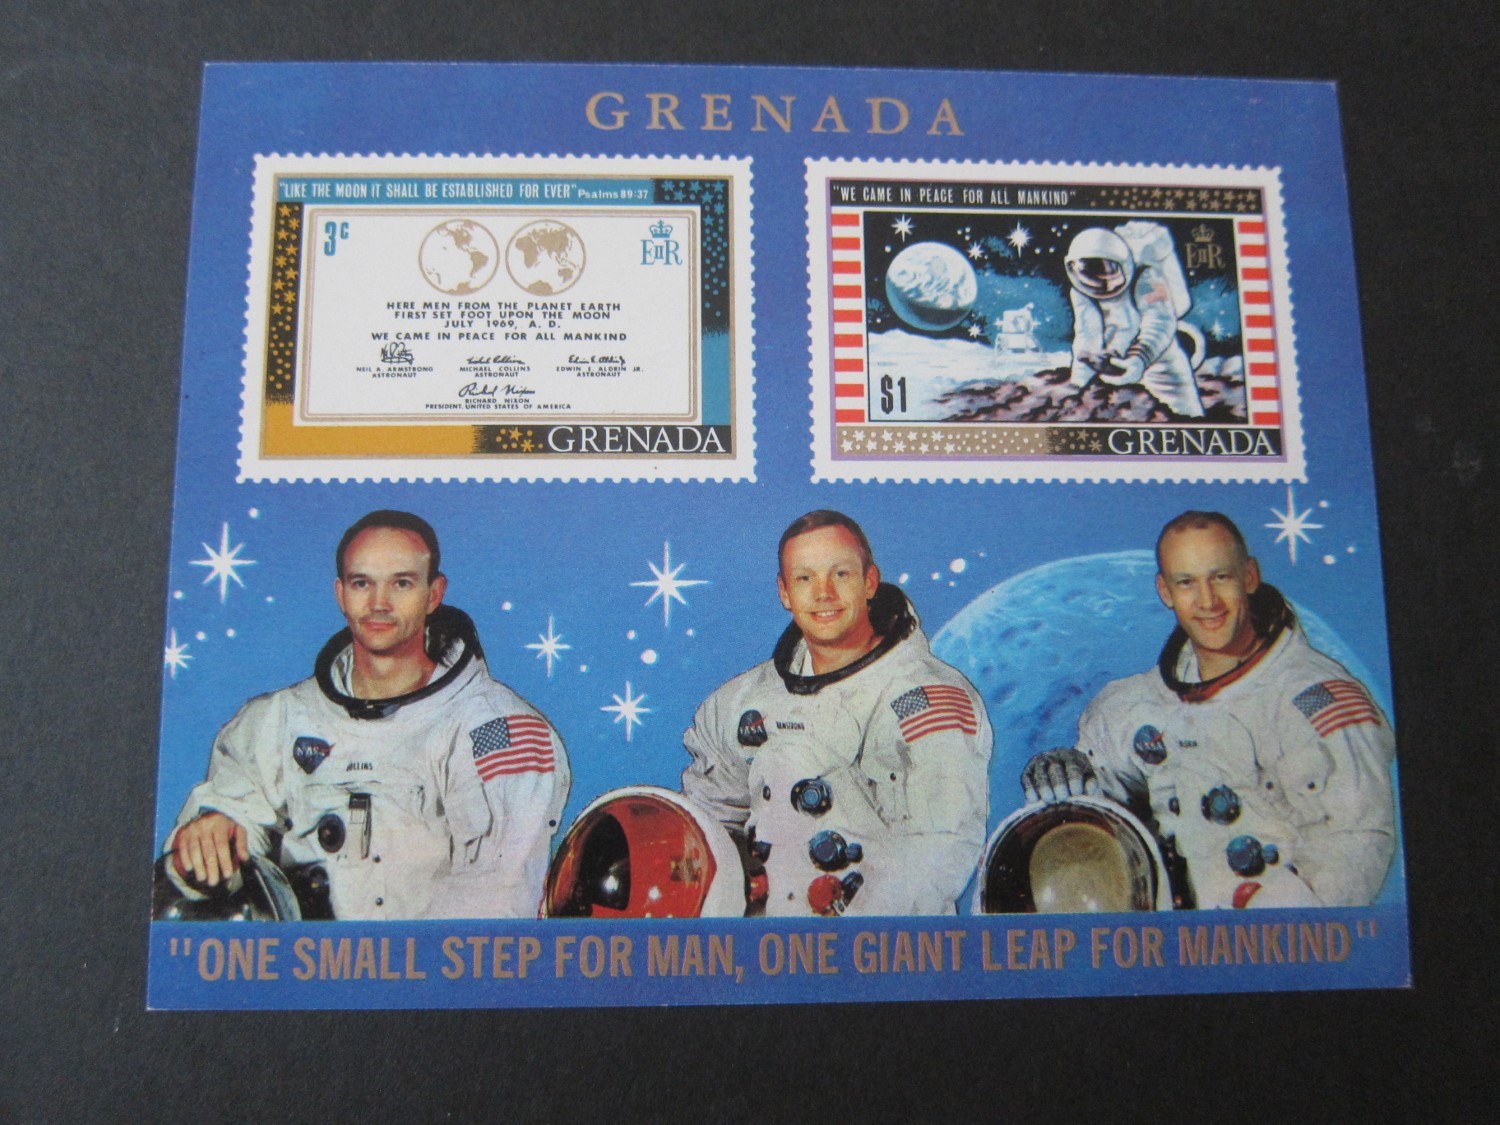 GRENADA
"LIKE THE MOON IT SHALL BE ESTABLISHED FOR EVER" Psalms 89:37
3c
EIIR
HERE MEN FROM THE PLANET EARTH
FIRST SET FOOT UPON THE MOON
JULY 1969, A. D.
WE CAME IN PEACE FOR ALL MANKIND
NEIL A. ARMSTRONG
ASTRONAUT
MICHAEL COLLINS
ASTRONAUT
EDWIN E. ALDRIN JR.
ASTRONAUT
Richard Nixon
RICHARD NIXON
PRESIDENT, UNITED STATES OF AMERICA
GRENADA
"WE CAME IN PEACE FOR ALL MANKIND"
EIIR
$1
GRENADA
NASA
NASA
ARMSTRONG
NASA
"ONE SMALL STEP FOR MAN, ONE GIANT LEAP FOR MANKIND"